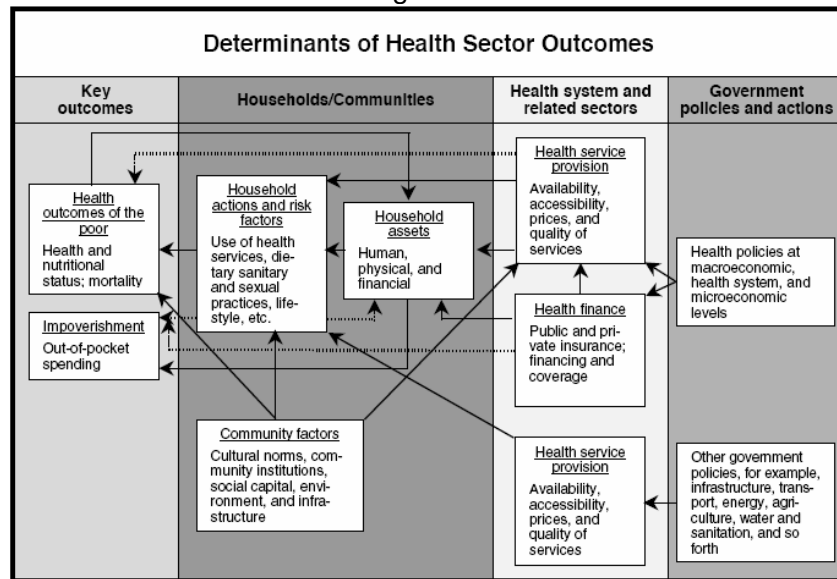 Determinants of Health Sector Outcomes
Key
outcomes
Households/Communities
Health system and
related sectors
Government
policies and actions
Health
outcomes of the
poor
Health and
nutritional
status; mortality
Impoverishment
Out-of-pocket
spending
Household
actions and risk
factors
Use of health
services, die-
tary sanitary
and sexual
practices, life-
style, etc.
Household
assets
Human,
physical, and
financial
Community factors
Cultural norms, com-
munity institutions,
social capital, env-
ironment, and infra-
structure
Health service
provision
Availability,
accessibility,
prices, and
quality of
services
Health finance
Public and pri-
vate insurance;
financing and
coverage
Health service
provision
Availability,
accessibility,
prices, and
quality of
services
Health policies at
macroeconomic,
health system, and
microeconomic
levels
Other government
policies, for example,
infrastructure, trans-
port, energy, agri-
culture, water and
sanitation, and so
forth